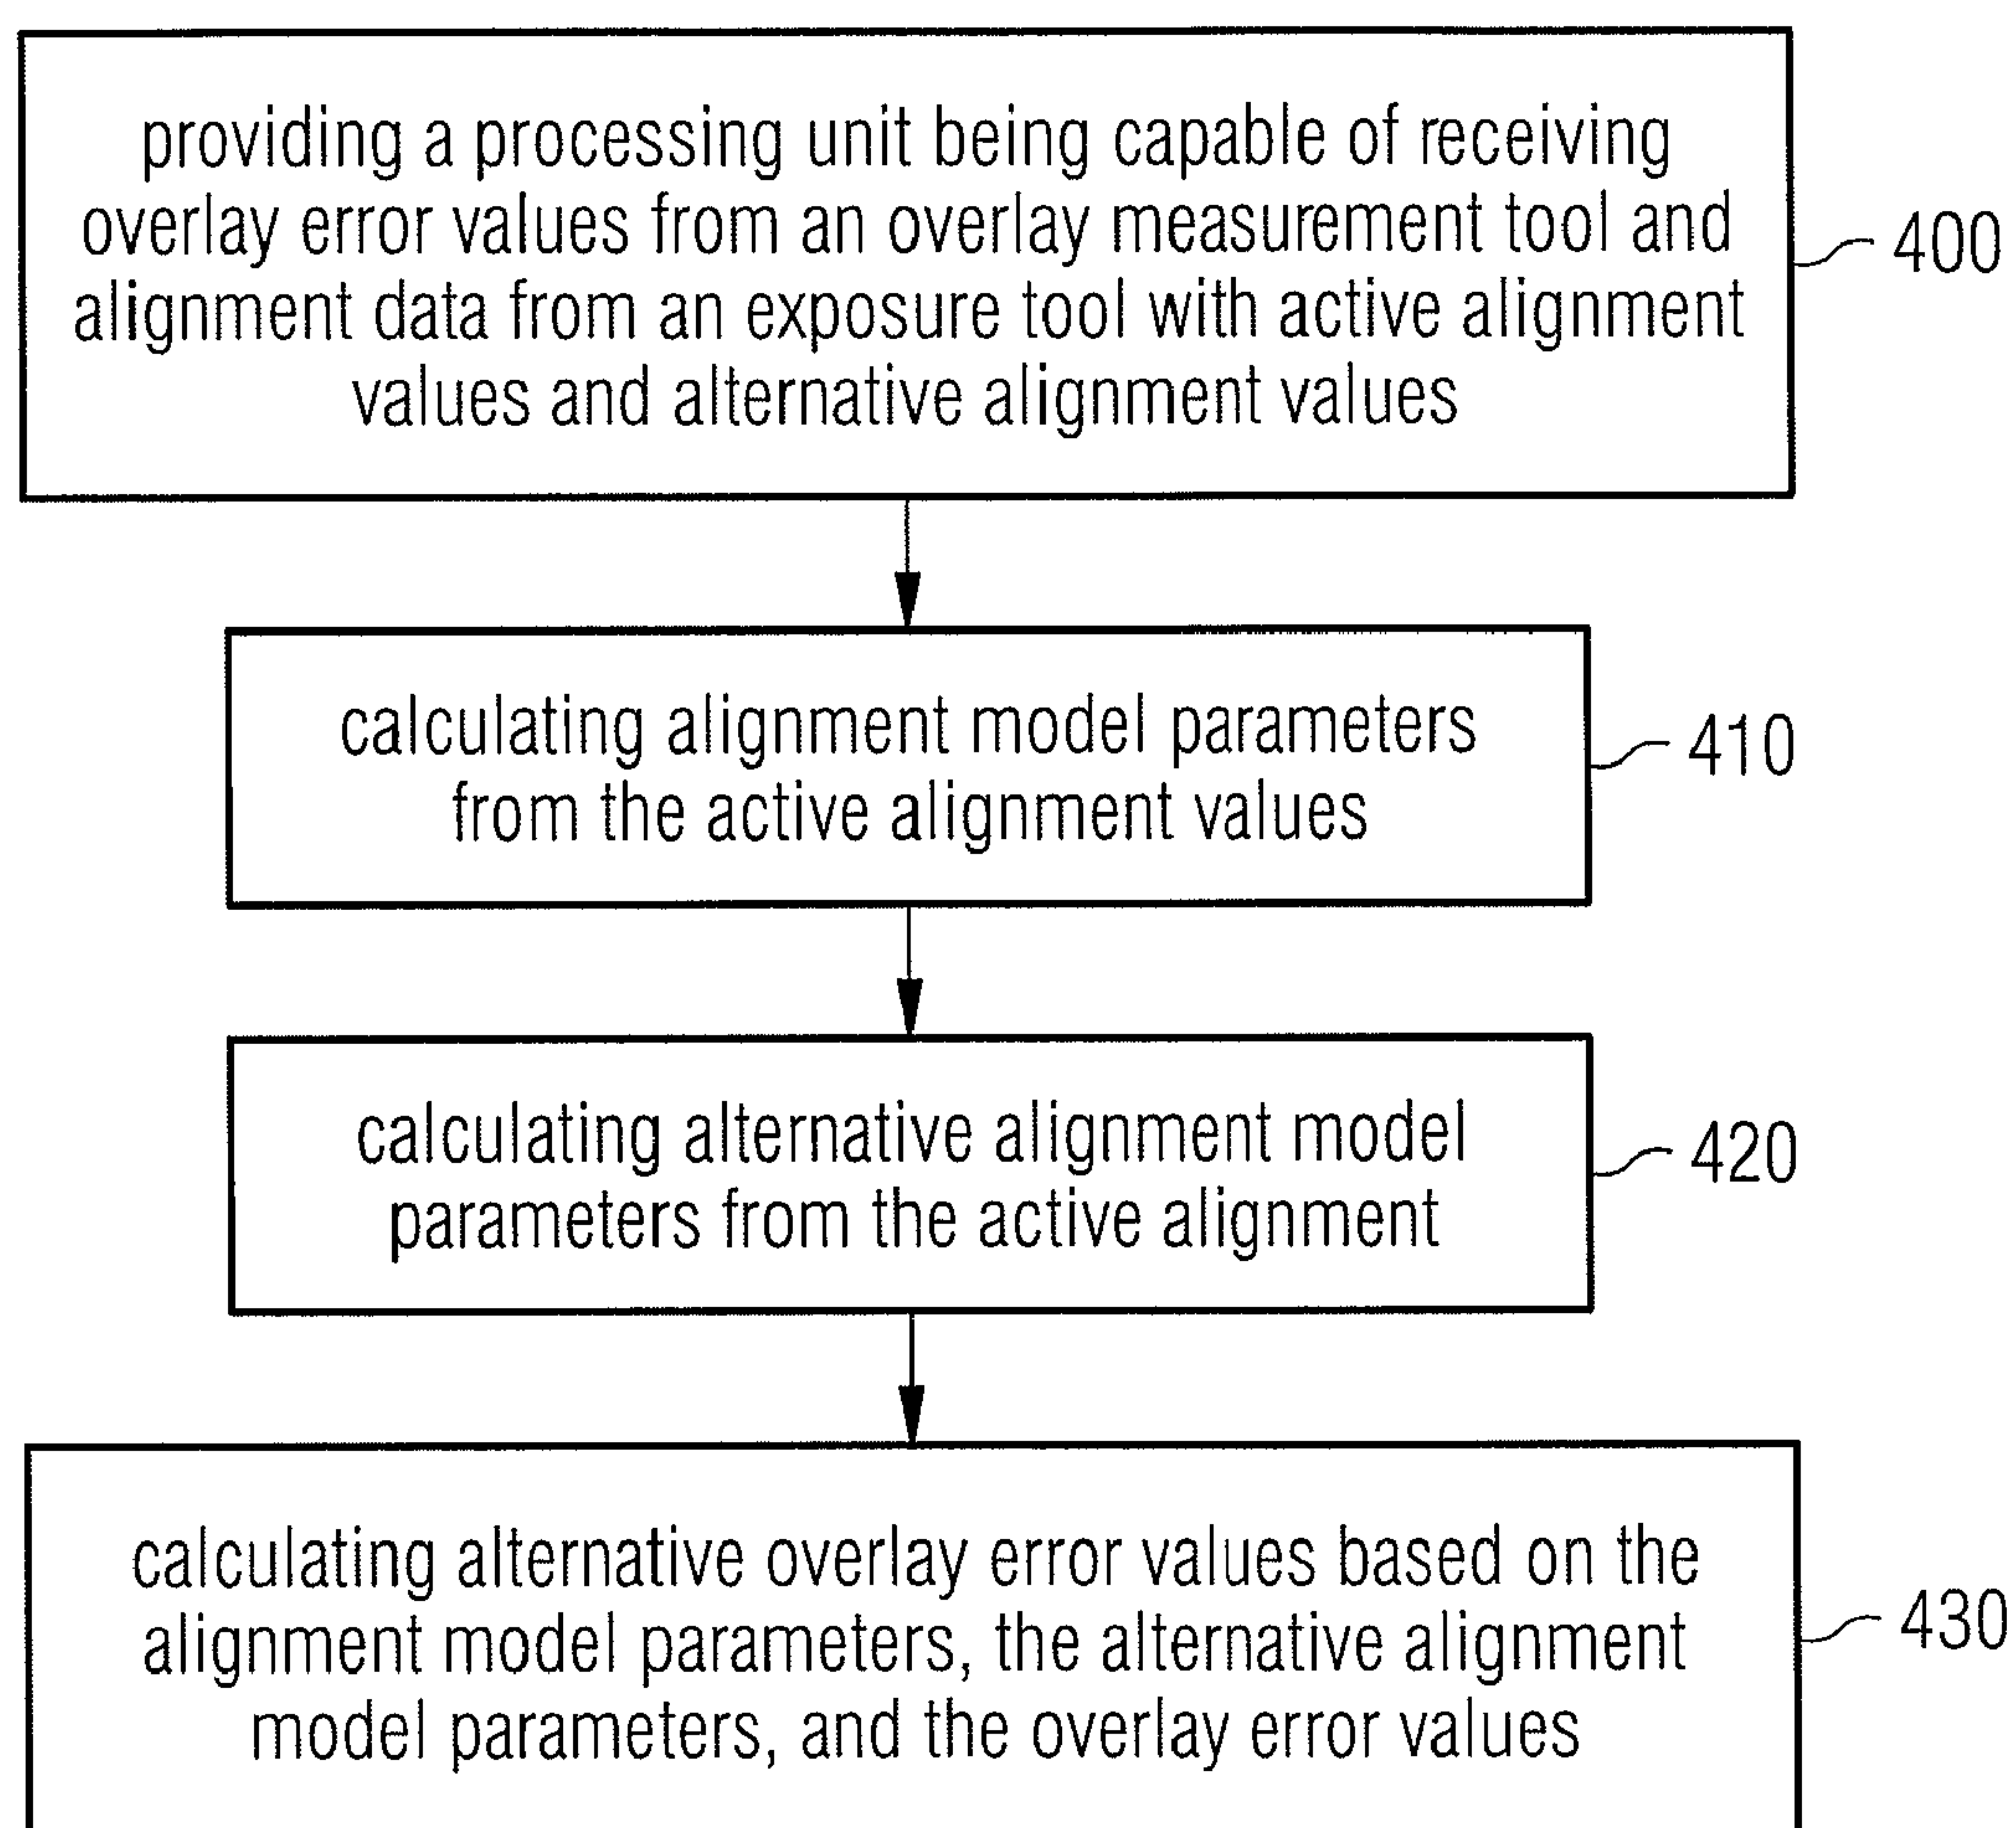 providing a processing unit being capable of receiving
overlay error values from an overlay measurement tool and
alignment data from an exposure tool with active alignment
values and alternative alignment values
400
calculating alignment model parameters
from the active alignment values
410
calculating alternative alignment model
parameters from the active alignment
420
calculating alternative overlay error values based on the
alignment model parameters, the alternative alignment
model parameters, and the overlay error values
430